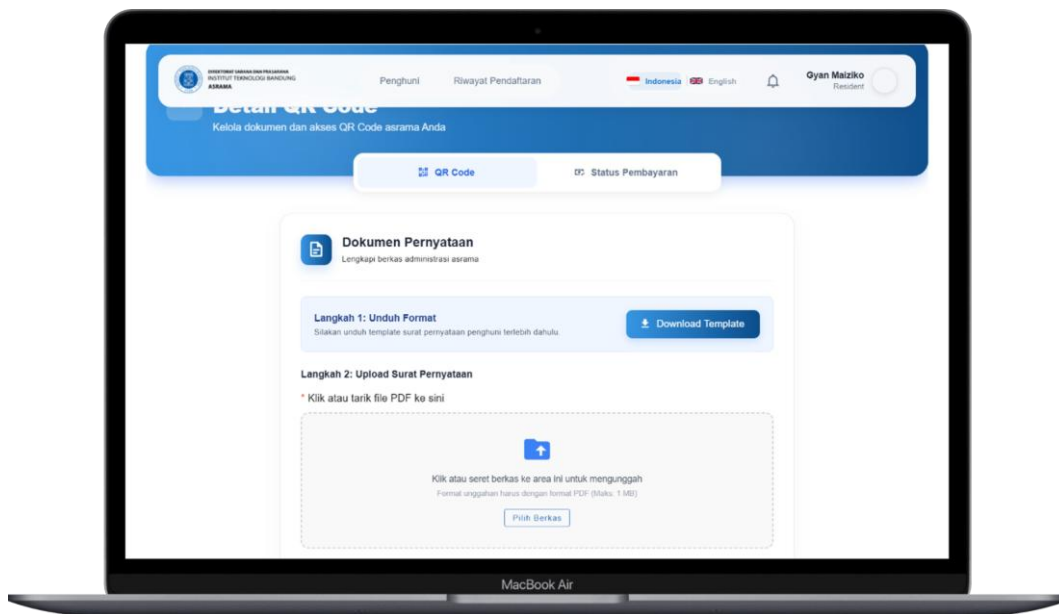 DIREKTORAT SARANA DAN PRASARANA
INSTITUT TEKNOLOGI BANDUNG
ASRAMA
Penghuni
Riwayat Pendaftaran
Indonesia
English
Gyan Maiziko
Resident
Detail QR Code
Kelola dokumen dan akses QR Code asrama Anda
QR Code
Status Pembayaran
Dokumen Pernyataan
Lengkapi berkas administrasi asrama
Langkah 1: Unduh Format
Silakan unduh template surat pernyataan penghuni terlebih dahulu.
Download Template
Langkah 2: Upload Surat Pernyataan
* Klik atau tarik file PDF ke sini
Klik atau seret berkas ke area ini untuk mengunggah
Format unggahan harus dengan format PDF (Maks. 1 MB)
Pilih Berkas
MacBook Air